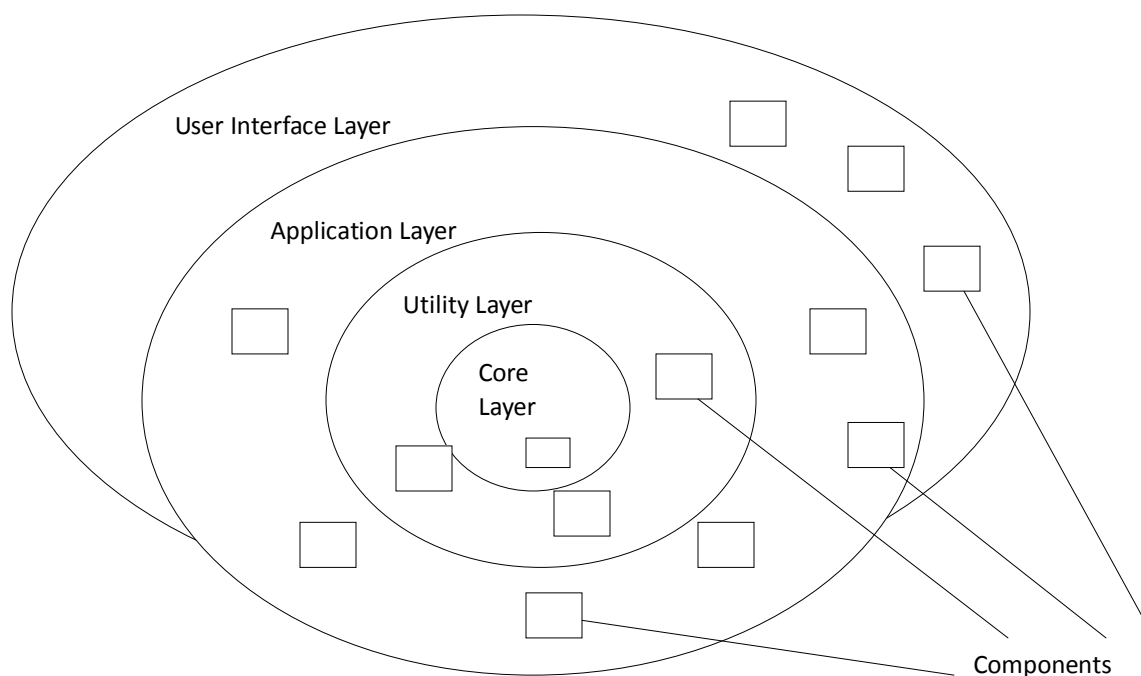 User Interface Layer
Application Layer
Utility Layer
Core
Layer
Components